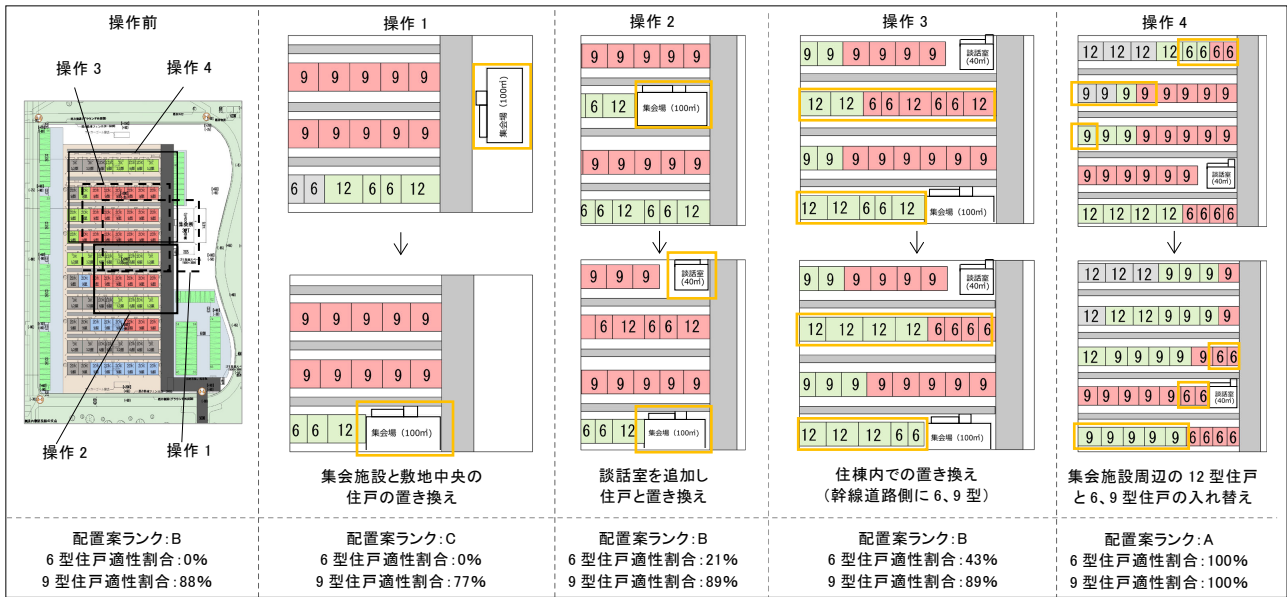 操作前
操作 3
操作 4
操作 2
操作 1
操作 1
9 9 9 9 9
9 9 9 9 9
6 6 12 6 6 12
集会場（100㎡）
9 9 9 9 9
9 9 9 9 9
6 6 12
集会場（100㎡）
集会施設と敷地中央の
住戸の置き換え
操作 2
9 9 9 9 9
6 12
集会場（100㎡）
9 9 9 9 9
6 6 12 6 6 12
9 9 9
談話室
(40㎡)
6 12 6 6 12
9 9 9 9 9
6 6 12
集会場（100㎡）
談話室を追加し
住戸と置き換え
操作 3
9 9 9 9 9 9
談話室
(40㎡)
12 12 6 6 12 6 6 12
9 9 9 9 9 9 9
12 12 6 6 12
集会場（100㎡）
9 9 9 9 9 9
談話室
(40㎡)
12 12 12 12 6 6 6 6
9 9 9 9 9 9 9
12 12 12 6 6
集会場（100㎡）
住棟内での置き換え
（幹線道路側に 6、9 型）
操作 4
12 12 12 12 6 6 6 6
9 9 9 9 9 9 9 9
9 9 9 9 9 9 9 9
9 9 9 9 9 9
談話室
(40㎡)
12 12 12 12 6 6 6 6
12 12 12 9 9 9 9
12 12 9 9 9 9 9
12 9 9 9 9 9 6 6
9 9 9 9 9 6 6
談話室
(40㎡)
9 9 9 9 9 6 6 6 6
集会施設周辺の 12 型住戸
と 6、9 型住戸の入れ替え
配置案ランク：B
6 型住戸適性割合：0%
9 型住戸適性割合：88%
配置案ランク：C
6 型住戸適性割合：0%
9 型住戸適性割合：77%
配置案ランク：B
6 型住戸適性割合：21%
9 型住戸適性割合：89%
配置案ランク：B
6 型住戸適性割合：43%
9 型住戸適性割合：89%
配置案ランク：A
6 型住戸適性割合：100%
9 型住戸適性割合：100%